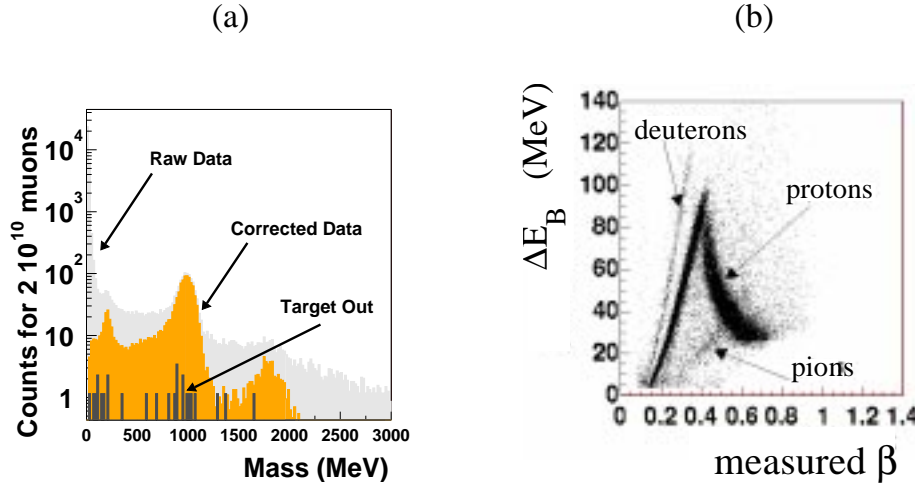 (a)
(b)
Counts for 2 10^10 muons
10^4
10^3
10^2
10
1
Raw Data
Corrected Data
Target Out
0 500 1000 1500 2000 2500 3000
Mass (MeV)
ΔE_B (MeV)
140
120
100
80
60
40
20
0
deuterons
protons
pions
0 0.2 0.4 0.6 0.8 1 1.2 1.4
measured β